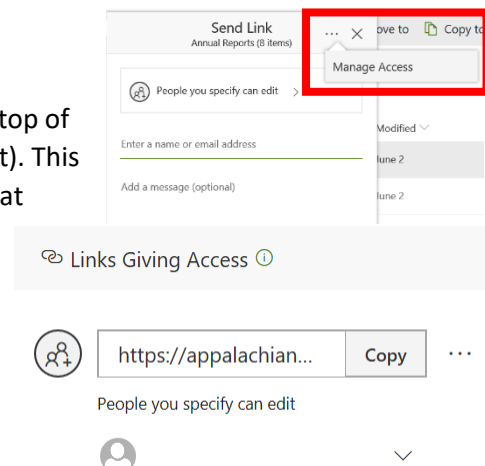 Send Link
Annual Reports (8 items)
... ×
ove to Copy to
Manage Access
People you specify can edit >
top of
t). This
at
Enter a name or email address
Add a message (optional)
Modified
June 2
June 2
Links Giving Access
https://appalachian... Copy ...
People you specify can edit